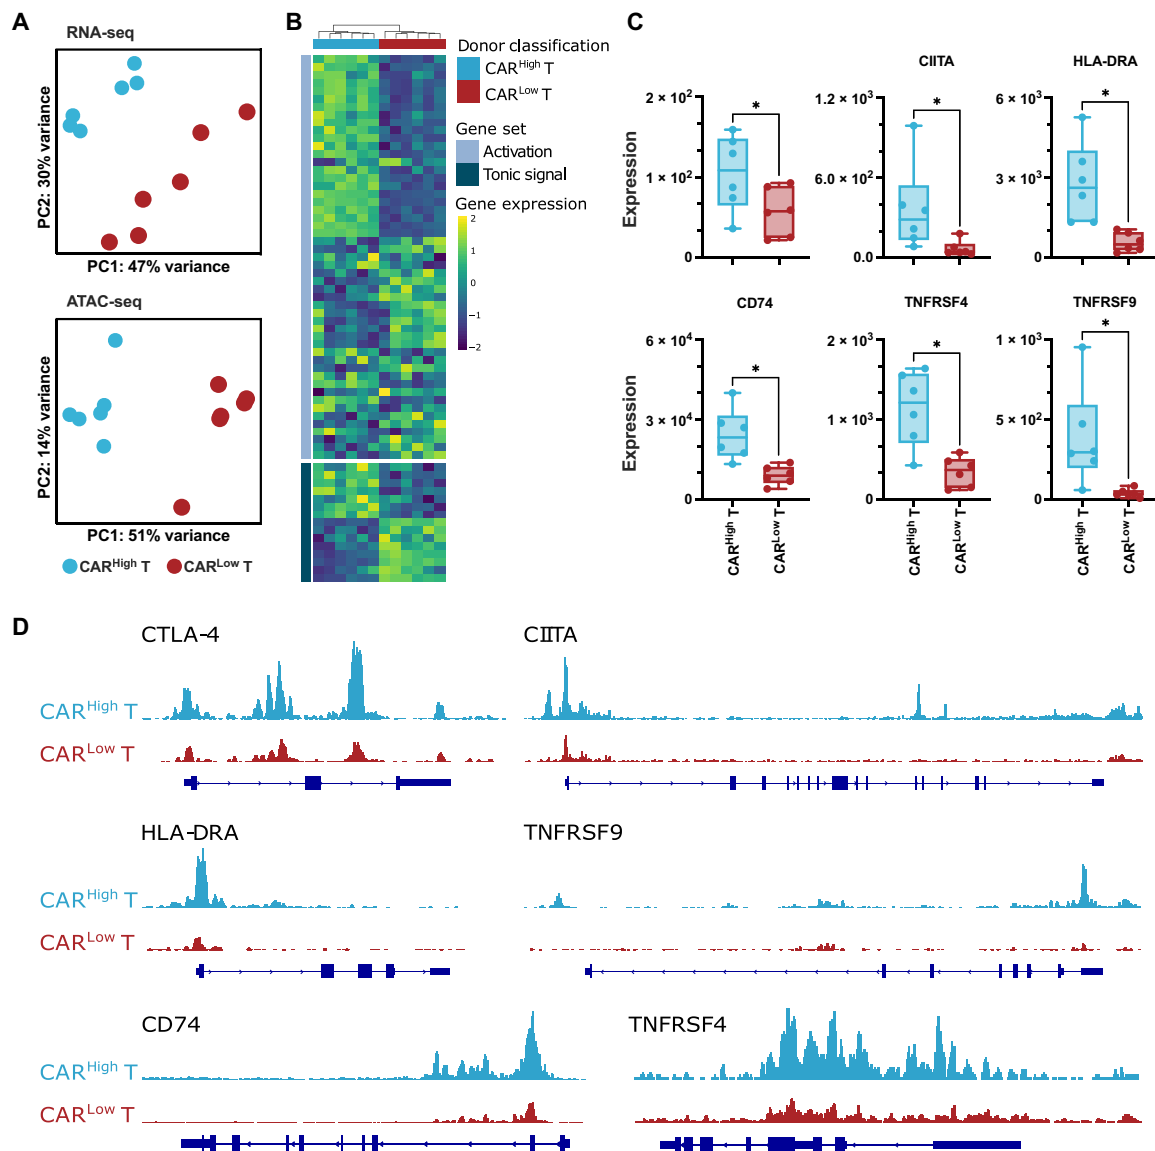 A
RNA-seq
PC2: 30% variance
PC1: 47% variance
ATAC-seq
PC2: 14% variance
PC1: 51% variance
CARHigh T
CARLow T
B
Donor classification
CARHigh T
CARLow T
Gene set
Activation
Tonic signal
Gene expression
2
1
0
−1
−2
C
Expression
2 × 10²
1 × 10²
0
*
CIITA
1.2 × 10³
6.0 × 10²
0.0
*
HLA-DRA
6 × 10³
3 × 10³
0
*
CD74
Expression
6 × 10⁴
3 × 10⁴
0
*
CARHigh T
CARLow T
TNFRSF4
2 × 10³
1 × 10³
0
*
CARHigh T
CARLow T
TNFRSF9
1 × 10³
5 × 10²
0
*
CARHigh T
CARLow T
D
CTLA-4
CIITA
CARHigh T
CARLow T
HLA-DRA
TNFRSF9
CARHigh T
CARLow T
CD74
TNFRSF4
CARHigh T
CARLow T